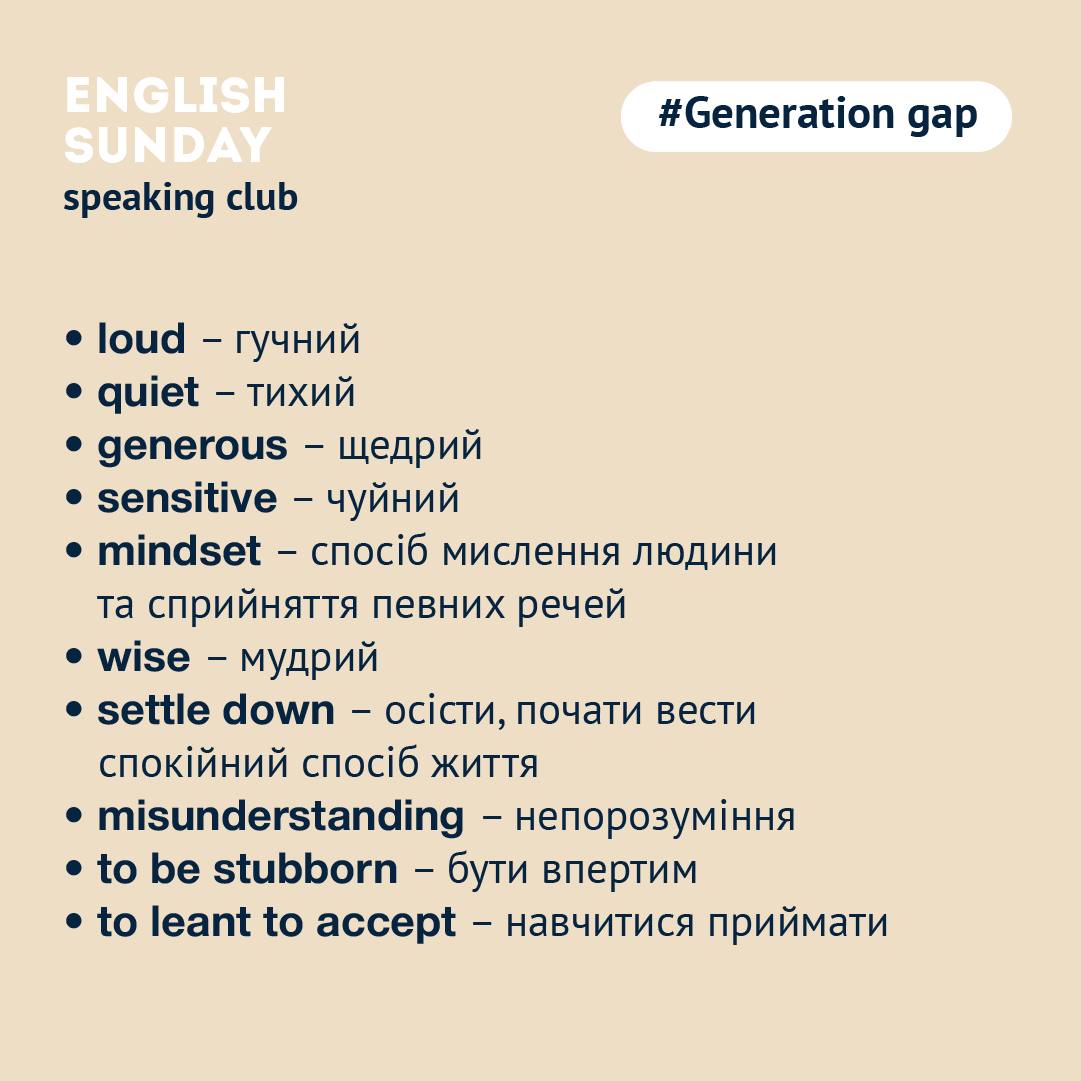 ENGLISH
SUNDAY
speaking club
#Generation gap
• loud – гучний
• quiet – тихий
• generous – щедрий
• sensitive – чуйний
• mindset – спосіб мислення людини
та сприйняття певних речей
• wise – мудрий
• settle down – осісти, почати вести
спокійний спосіб життя
• misunderstanding – непорозуміння
• to be stubborn – бути впертим
• to leant to accept – навчитися приймати